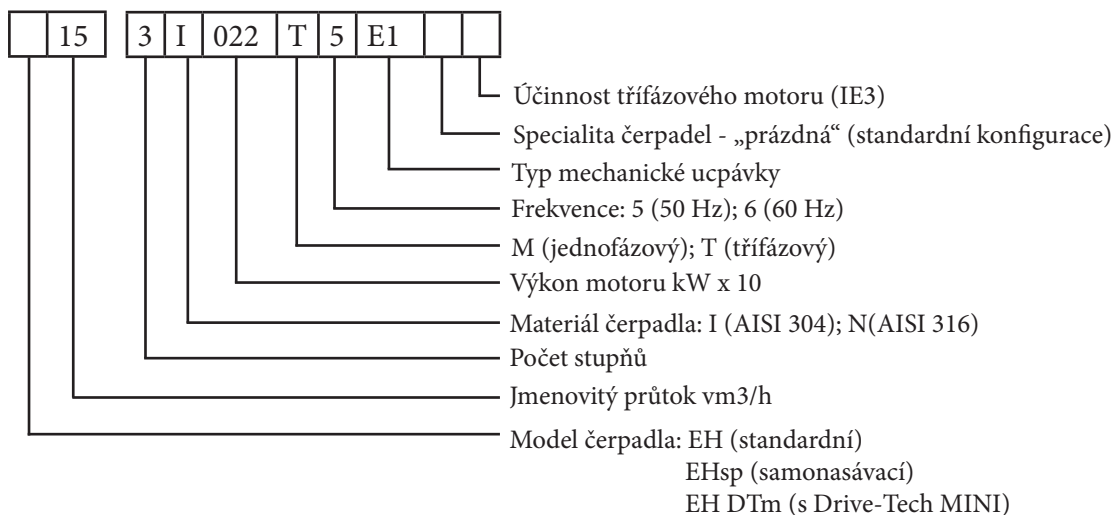 15 3 I 022 T 5 E1
Účinnost třífázového motoru (IE3)
Specialita čerpadel - „prázdná“ (standardní konfigurace)
Typ mechanické ucpávky
Frekvence: 5 (50 Hz); 6 (60 Hz)
M (jednofázový); T (třífázový)
Výkon motoru kW x 10
Materiál čerpadla: I (AISI 304); N(AISI 316)
Počet stupňů
Jmenovitý průtok vm3/h
Model čerpadla: EH (standardní)
EHsp (samonasávací)
EH DTm (s Drive-Tech MINI)